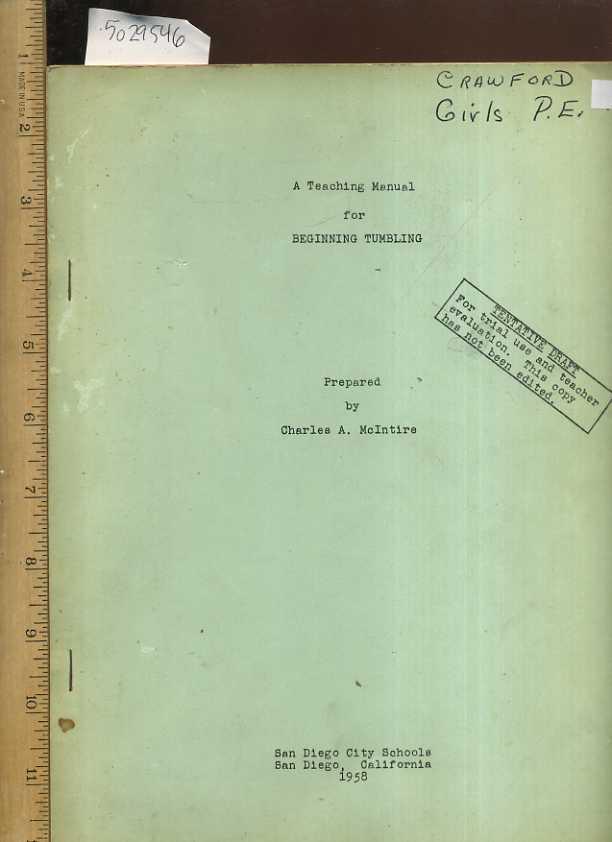 5029546
CRAWFORD
Girls P.E.
A Teaching Manual
for
BEGINNING TUMBLING
TENTATIVE DRAFT
For trial use and teacher
evaluation. This copy
has not been edited.
Prepared
by
Charles A. McIntire
San Diego City Schools
San Diego, California
1958
1
MADE IN USA
2
3
4
5
6
7
8
9
10
11